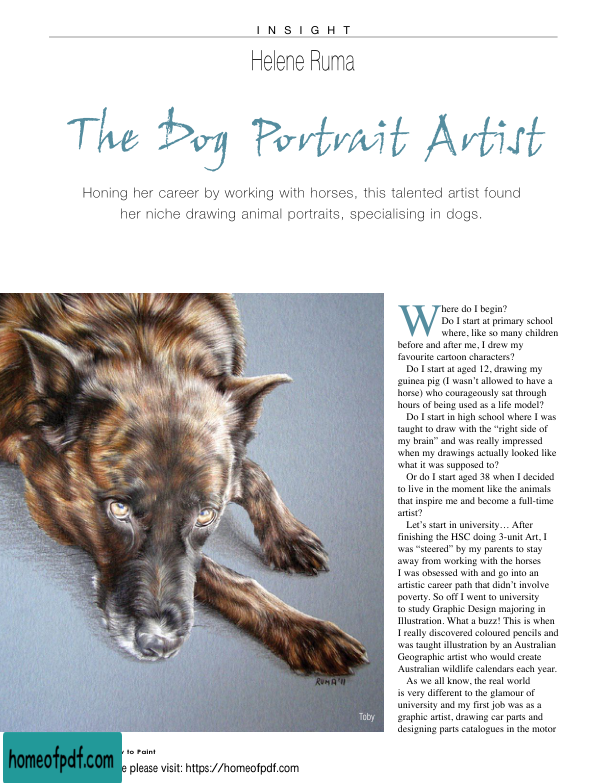 INSIGHT
Helene Ruma
The Dog Portrait Artist
Honing her career by working with horses, this talented artist found
her niche drawing animal portraits, specialising in dogs.
Where do I begin?
Do I start at primary school
where, like so many children
before and after me, I drew my
favourite cartoon characters?
Do I start at aged 12, drawing my
guinea pig (I wasn't allowed to have a
horse) who courageously sat through
hours of being used as a life model?
Do I start in high school where I was
taught to draw with the “right side of
my brain” and was really impressed
when my drawings actually looked like
what it was supposed to?
Or do I start aged 38 when I decided
to live in the moment like the animals
that inspire me and become a full-time
artist?
Let's start in university… After
finishing the HSC doing 3-unit Art, I
was “steered” by my parents to stay
away from working with the horses
I was obsessed with and go into an
artistic career path that didn't involve
poverty. So off I went to university
to study Graphic Design majoring in
Illustration. What a buzz! This is when
I really discovered coloured pencils and
was taught illustration by an Australian
Geographic artist who would create
Australian wildlife calendars each year.
As we all know, the real world
is very different to the glamour of
university and my first job was as a
graphic artist, drawing car parts and
designing parts catalogues in the motor
RUMA '11
Toby
y to Paint
homeofpdf.com
e please visit: https://homeofpdf.com